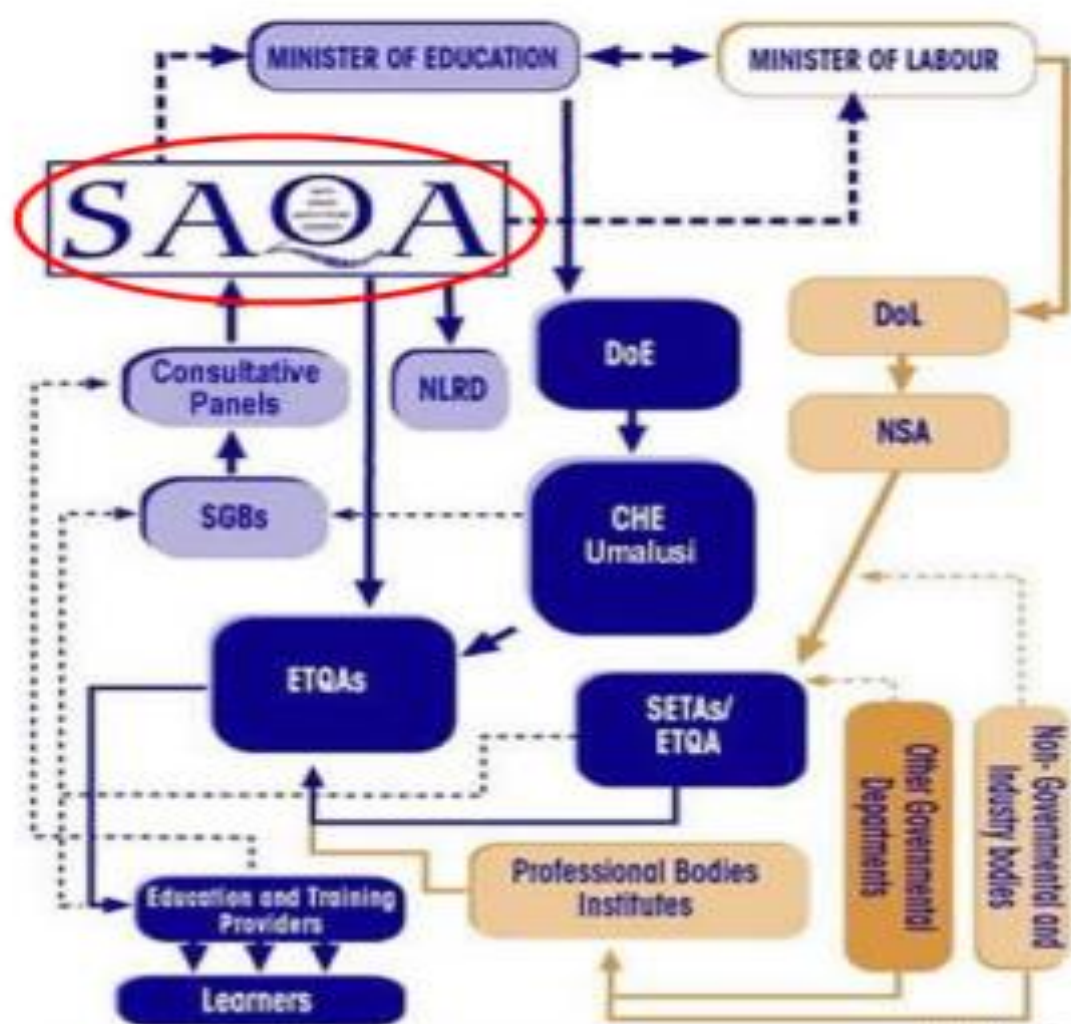 MINISTER OF EDUCATION
MINISTER OF LABOUR
SAQA
DoE
DoL
Consultative
Panels
NLRD
NSA
SGBs
CHE
Umalusi
ETQAs
SETAs/
ETQA
Other Governmental
Depertments
Non- Governmental and
Industry bodies
Professional Bodies
Institutes
Education and Training
Providers
Learners